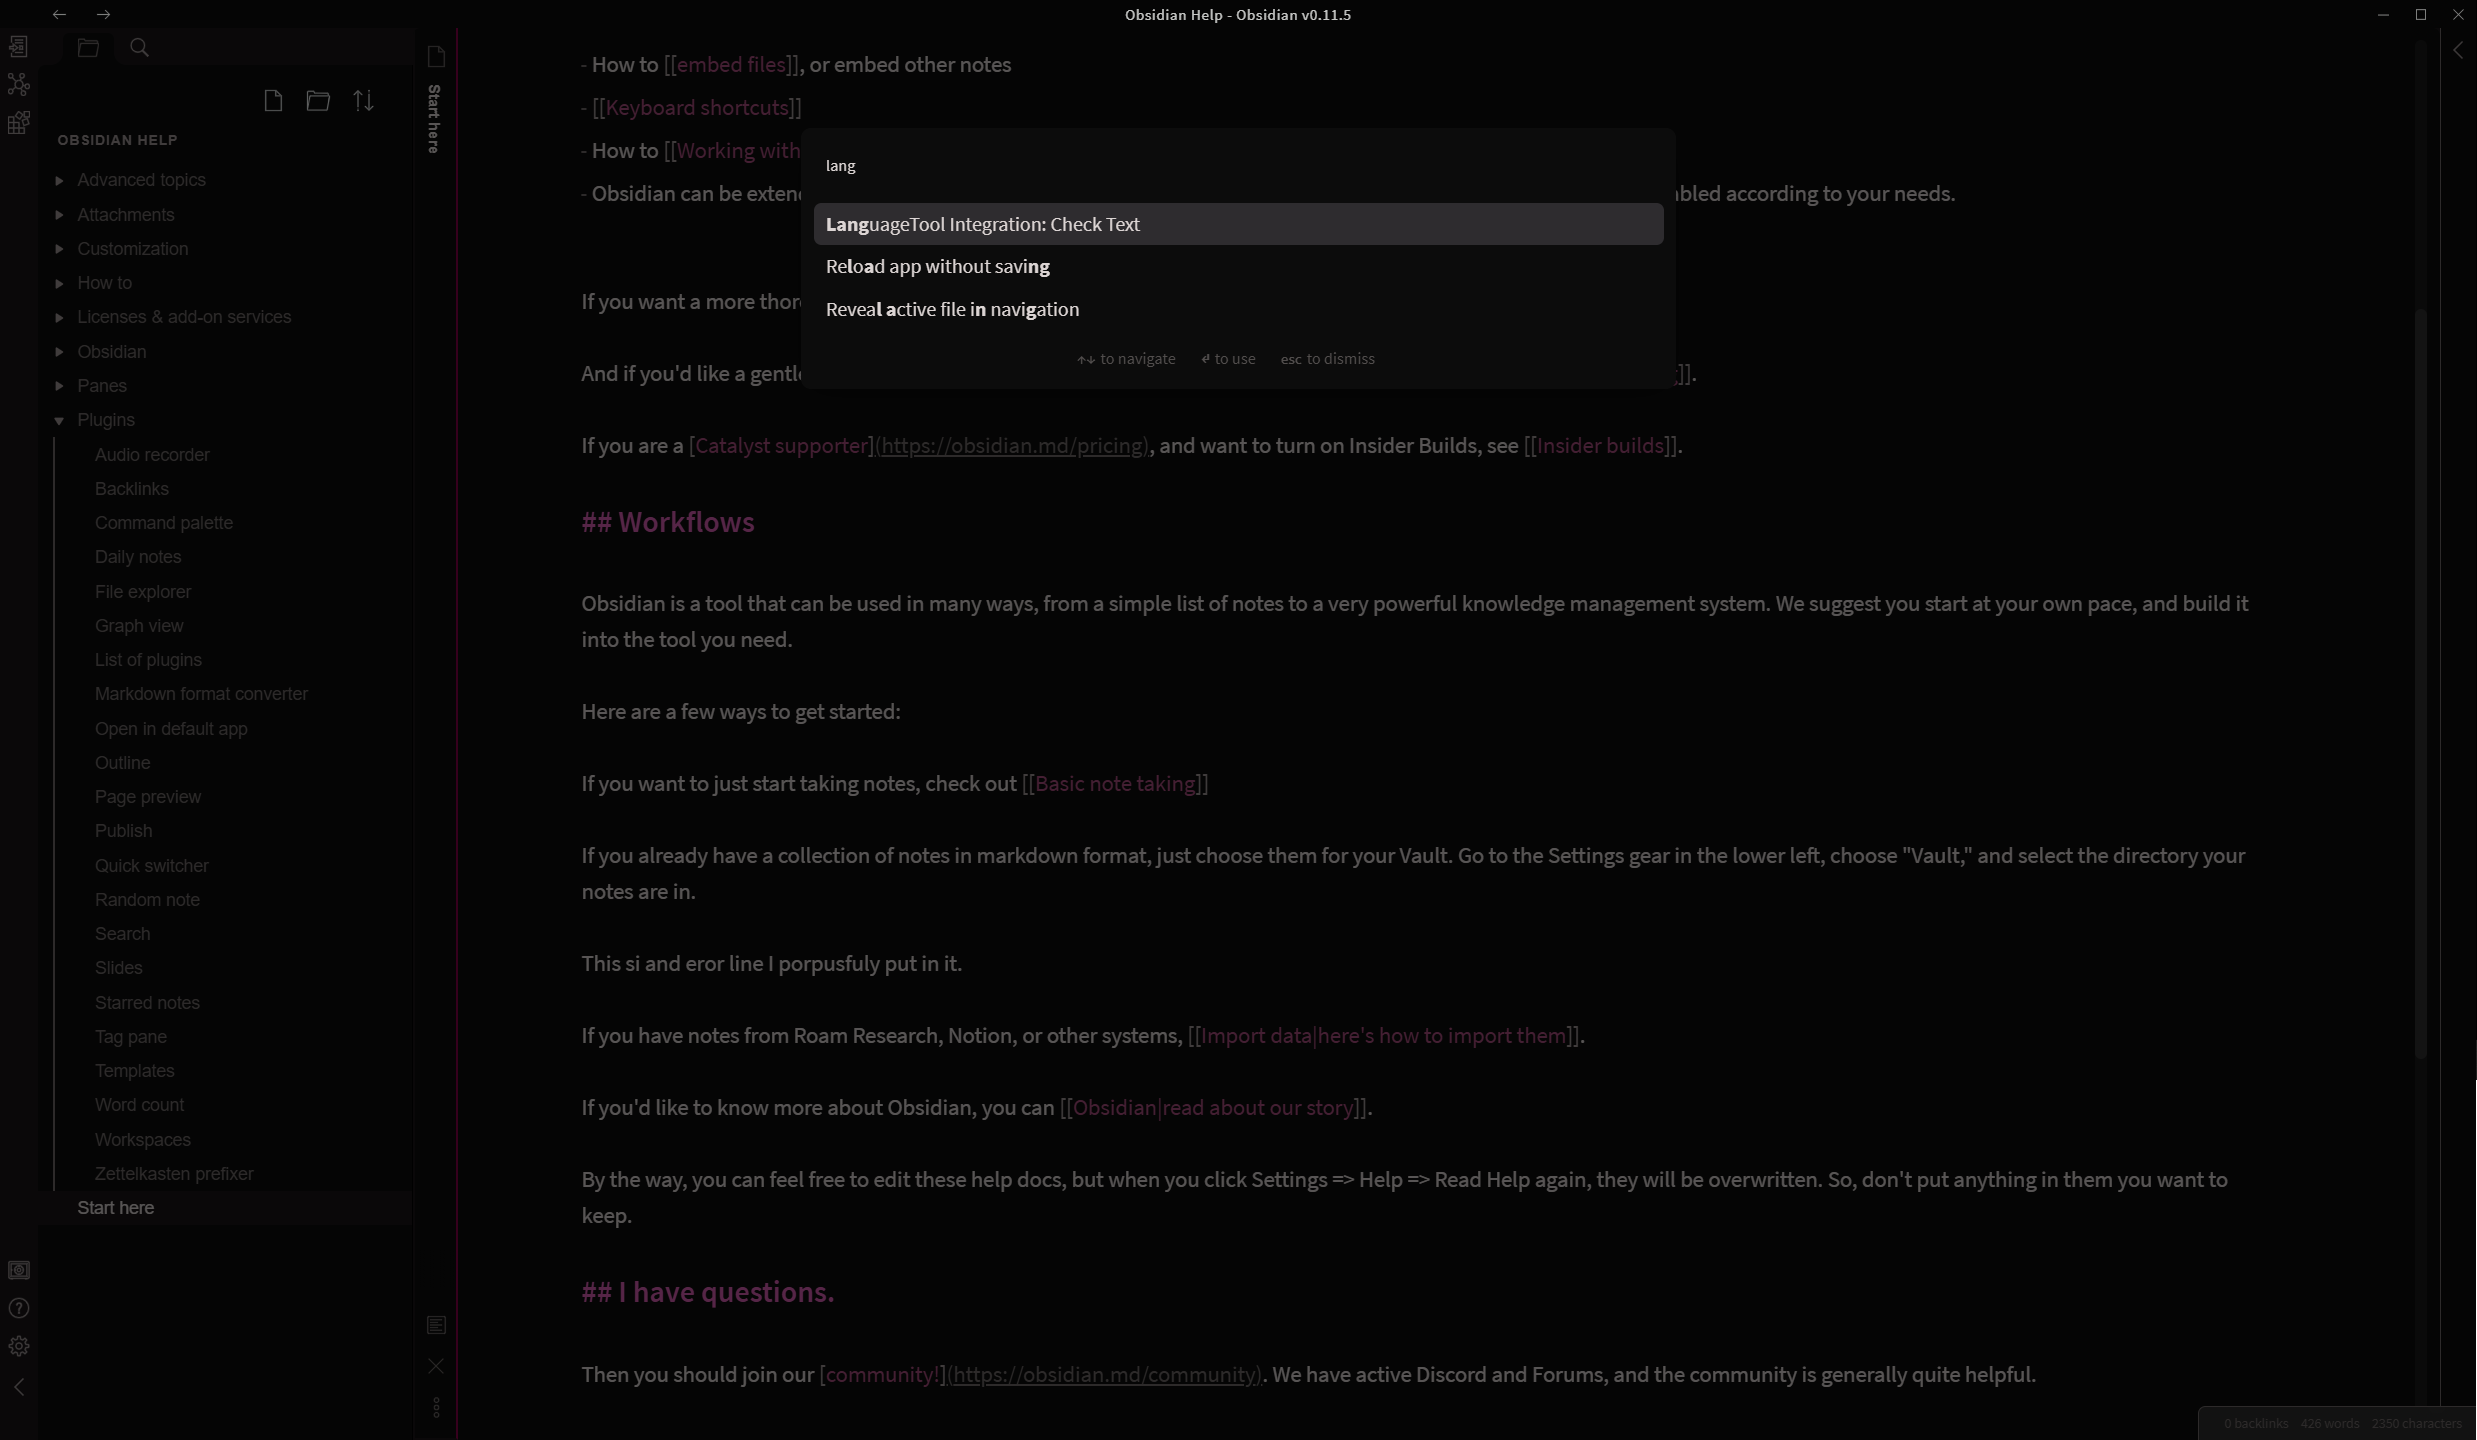 Obsidian Help - Obsidian v0.11.5
OBSIDIAN HELP
Advanced topics
Attachments
Customization
How to
Licenses & add-on services
Obsidian
Panes
Plugins
Audio recorder
Backlinks
Command palette
Daily notes
File explorer
Graph view
List of plugins
Markdown format converter
Open in default app
Outline
Page preview
Publish
Quick switcher
Random note
Search
Slides
Starred notes
Tag pane
Templates
Word count
Workspaces
Zettelkasten prefixer
Start here
Start here
- How to [[embed files]], or embed other notes
- [[Keyboard shortcuts]]
- How to [[Working with
- Obsidian can be exten
according to your needs.
lang
LanguageTool Integration: Check Text
Reload app without saving
Reveal active file in navigation
↑↓ to navigate ↵ to use esc to dismiss
If you want a more thor
And if you'd like a gentl
]].
If you are a [Catalyst supporter](https://obsidian.md/pricing), and want to turn on Insider Builds, see [[Insider builds]].
## Workflows
Obsidian is a tool that can be used in many ways, from a simple list of notes to a very powerful knowledge management system. We suggest you start at your own pace, and build it
into the tool you need.
Here are a few ways to get started:
If you want to just start taking notes, check out [[Basic note taking]]
If you already have a collection of notes in markdown format, just choose them for your Vault. Go to the Settings gear in the lower left, choose "Vault," and select the directory your
notes are in.
This si and eror line I porpusfuly put in it.
If you have notes from Roam Research, Notion, or other systems, [[Import data|here's how to import them]].
If you'd like to know more about Obsidian, you can [[Obsidian|read about our story]].
By the way, you can feel free to edit these help docs, but when you click Settings => Help => Read Help again, they will be overwritten. So, don't put anything in them you want to
keep.
## I have questions.
Then you should join our [community!](https://obsidian.md/community). We have active Discord and Forums, and the community is generally quite helpful.
0 backlinks 426 words 2350 characters